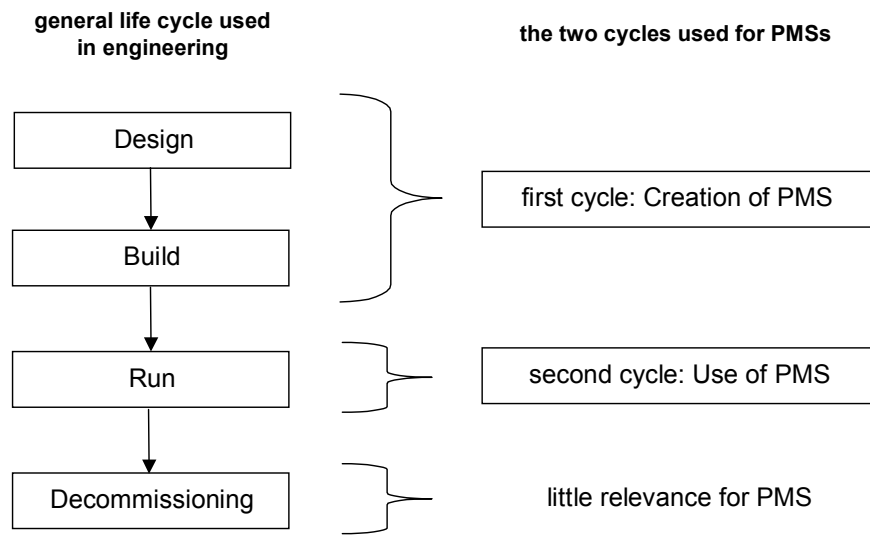 general life cycle used
in engineering
the two cycles used for PMSs
Design
first cycle: Creation of PMS
Build
Run
second cycle: Use of PMS
Decommissioning
little relevance for PMS